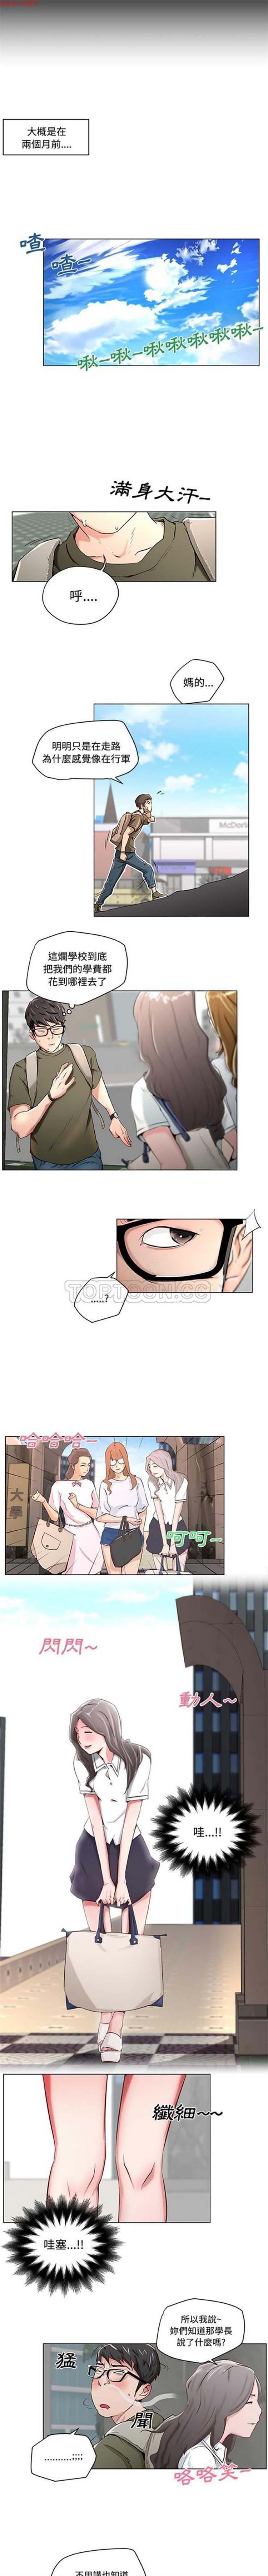 大概是在
兩個月前....
喳
喳~
啾~啾~啾啾啾啾啾~
滿身大汗~
呼....
媽的...
明明只是在走路
為什麼感覺像在行軍
McDon
這爛學校到底
把我們的學費都
花到哪裡去了
.....?
TOPTOON.CC
哈哈哈~
大學
呵呵~
閃閃~
動人~
哇...!!
纖細~~
哇塞...!!
所以我說~
妳們知道那學長
說了什麼嗎?
猛
聞
..........;;;;
咯咯笑~
不用講也知道